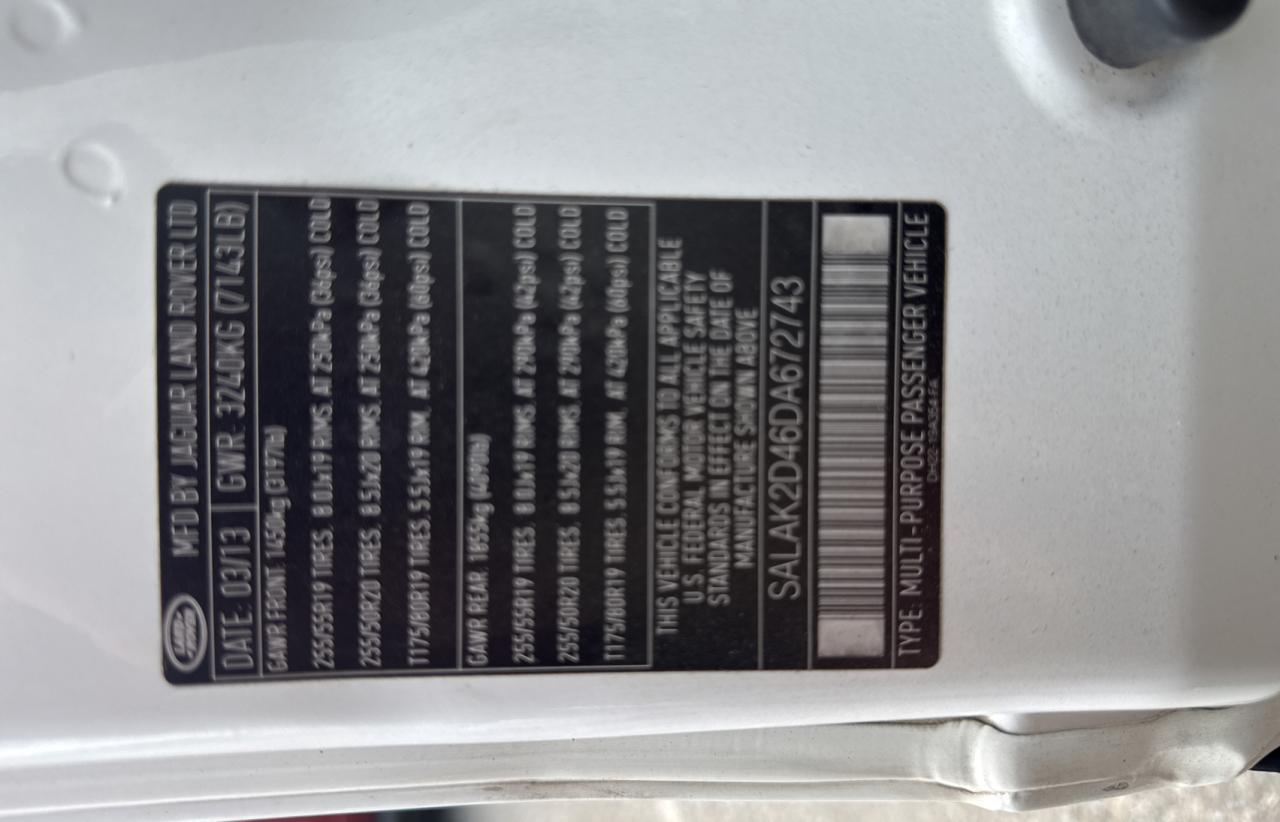 LAND ROVER
MFD BY JAGUAR LAND ROVER LTD
DATE: 03/13 GWR: 3240KG (7143LB)
GAWR FRONT: 1450kg (3197lb)
255/55R19 TIRES, 8.0Jx19 RIMS, AT 250kPa (36psi) COLD
255/50R20 TIRES, 8.5Jx20 RIMS, AT 250kPa (36psi) COLD
T175/80R19 TIRES, 5.5Jx19 RIM, AT 420kPa (60psi) COLD
GAWR REAR: 1855kg (4090lb)
255/55R19 TIRES, 8.0Jx19 RIMS, AT 290kPa (42psi) COLD
255/50R20 TIRES, 8.5Jx20 RIMS, AT 290kPa (42psi) COLD
T175/80R19 TIRES, 5.5Jx19 RIM, AT 420kPa (60psi) COLD
THIS VEHICLE CONFORMS TO ALL APPLICABLE
U.S. FEDERAL MOTOR VEHICLE SAFETY
STANDARDS IN EFFECT ON THE DATE OF
MANUFACTURE SHOWN ABOVE
SALAK2D46DA672743
TYPE: MULTI-PURPOSE PASSENGER VEHICLE